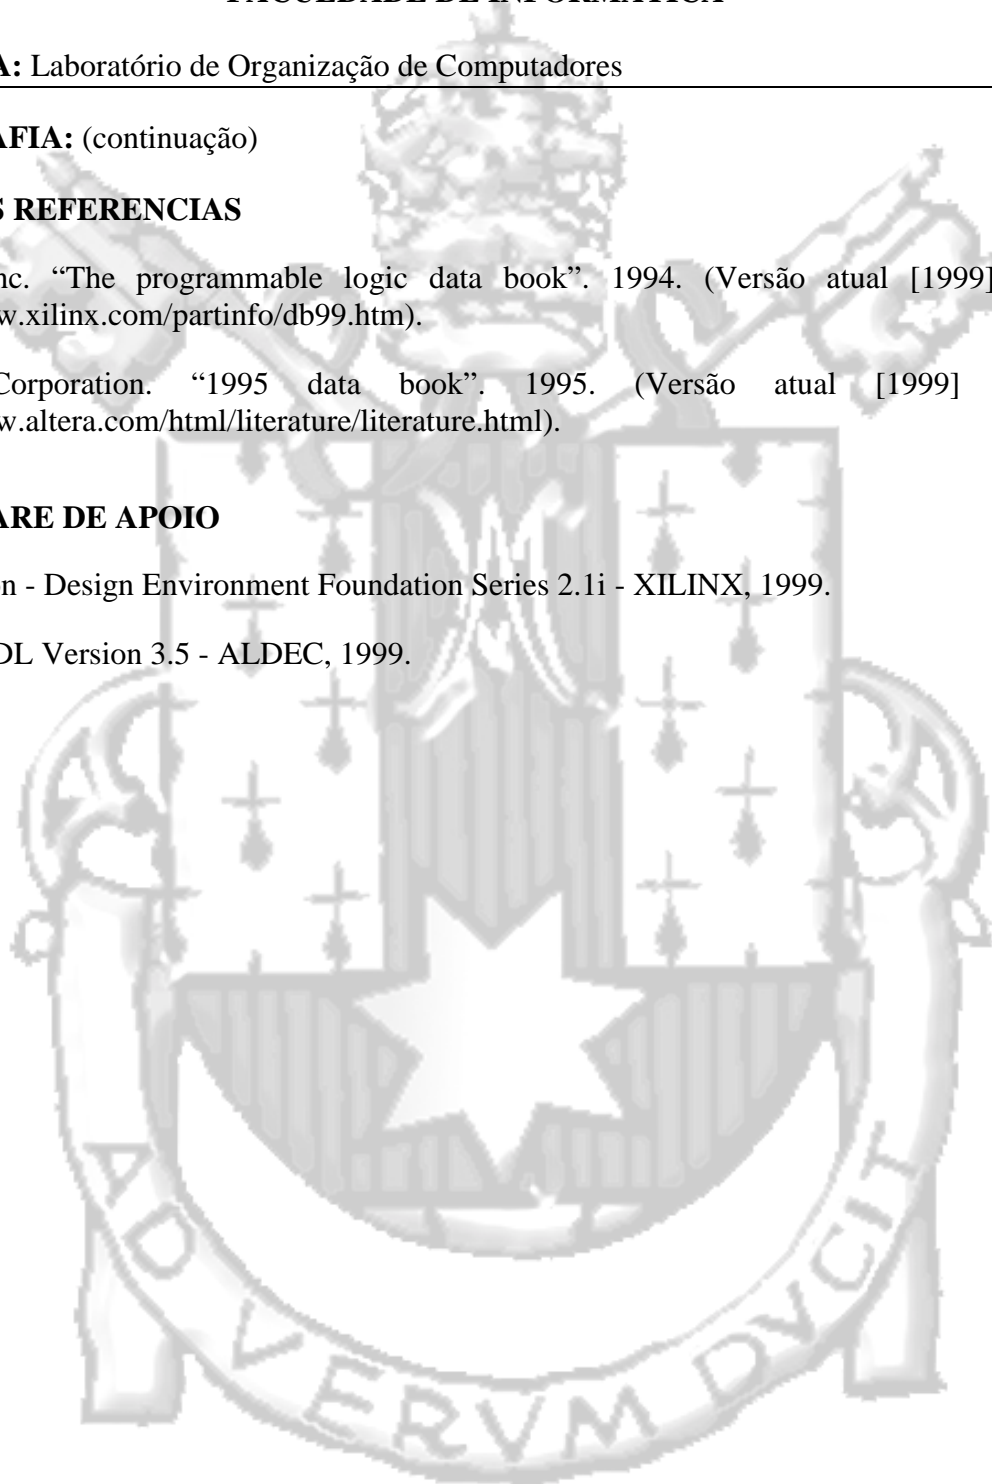 FACULDADE DE INFORMÁTICA
A: Laboratório de Organização de Computadores
AFIA: (continuação)
S REFERENCIAS
nc. “The programmable logic data book”. 1994. (Versão atual [1999]
w.xilinx.com/partinfo/db99.htm).
Corporation. “1995 data book”. 1995. (Versão atual [1999]
w.altera.com/html/literature/literature.html).
ARE DE APOIO
on - Design Environment Foundation Series 2.1i - XILINX, 1999.
DL Version 3.5 - ALDEC, 1999.
AD VERVM DVCIT